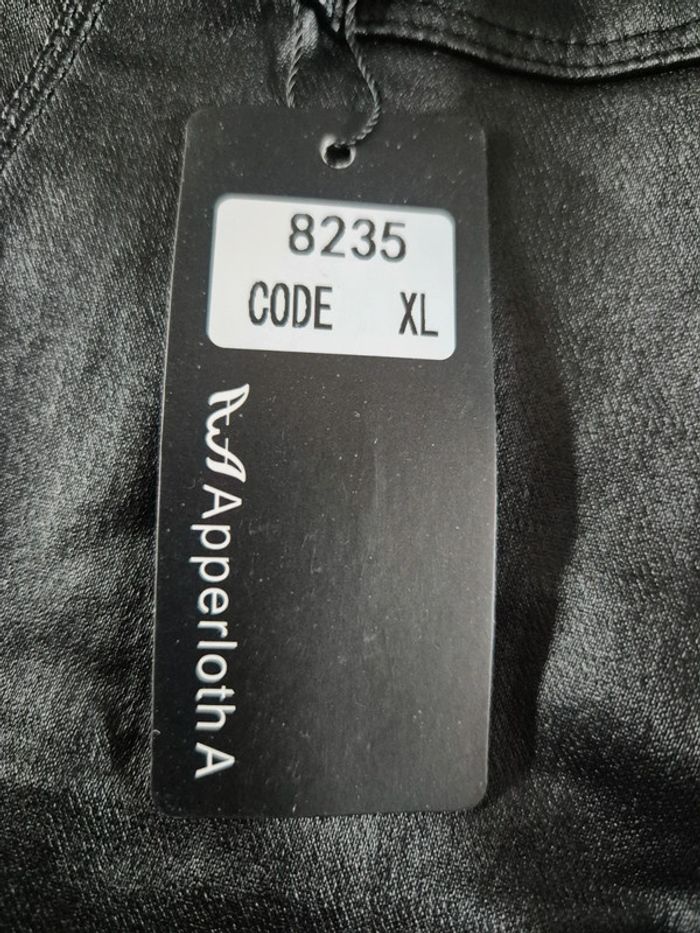 8235
CODE XL
Apperloth A